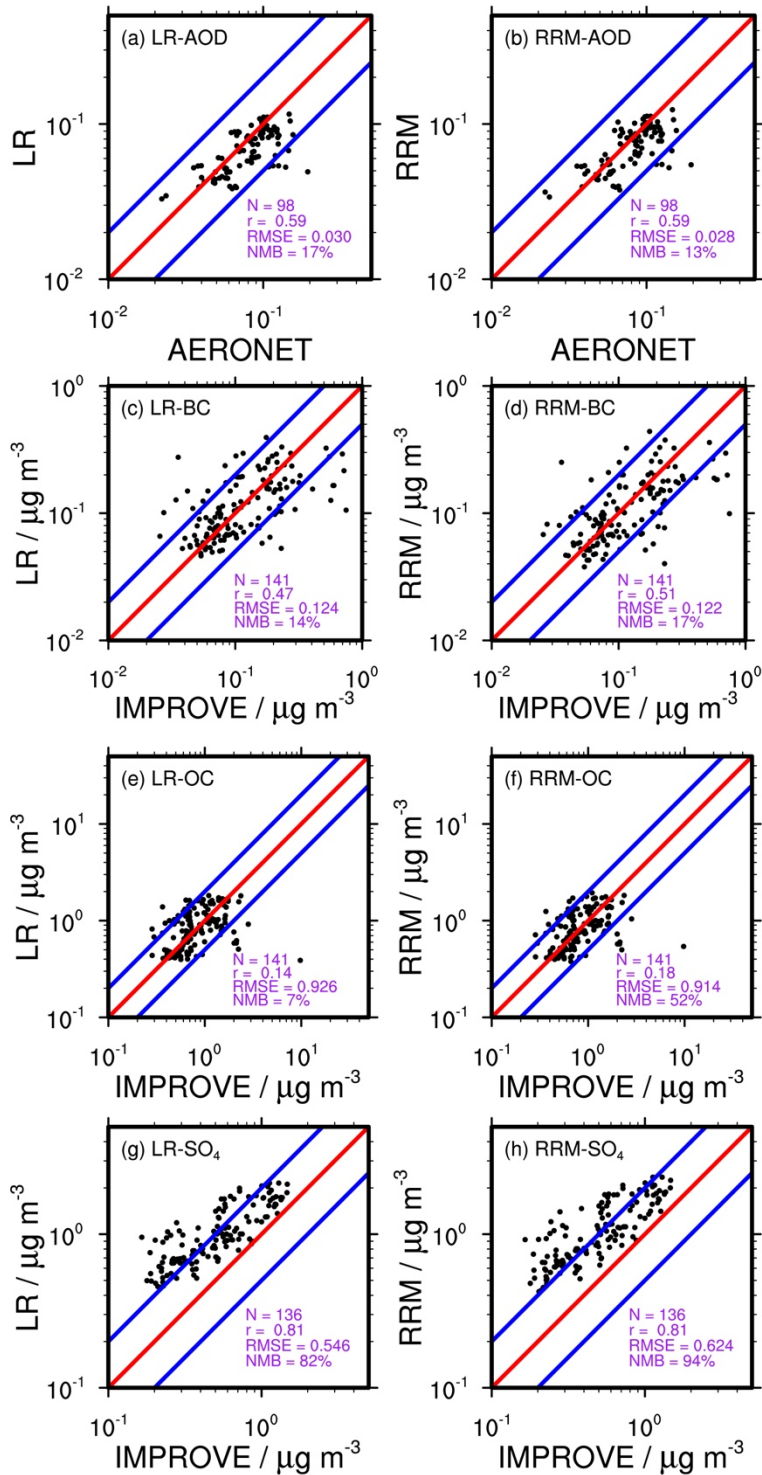 (a) LR-AOD
LR
10⁻¹
10⁻²
N = 98
r = 0.59
RMSE = 0.030
NMB = 17%
10⁻² 10⁻¹
AERONET
(b) RRM-AOD
RRM
10⁻¹
10⁻²
N = 98
r = 0.59
RMSE = 0.028
NMB = 13%
10⁻² 10⁻¹
AERONET
(c) LR-BC
LR / μg m⁻³
10⁰
10⁻¹
10⁻²
N = 141
r = 0.47
RMSE = 0.124
NMB = 14%
10⁻² 10⁻¹ 10⁰
IMPROVE / μg m⁻³
(d) RRM-BC
RRM / μg m⁻³
10⁰
10⁻¹
10⁻²
N = 141
r = 0.51
RMSE = 0.122
NMB = 17%
10⁻² 10⁻¹ 10⁰
IMPROVE / μg m⁻³
(e) LR-OC
LR / μg m⁻³
10¹
10⁰
10⁻¹
N = 141
r = 0.14
RMSE = 0.926
NMB = 7%
10⁻¹ 10⁰ 10¹
IMPROVE / μg m⁻³
(f) RRM-OC
RRM / μg m⁻³
10¹
10⁰
10⁻¹
N = 141
r = 0.18
RMSE = 0.914
NMB = 52%
10⁻¹ 10⁰ 10¹
IMPROVE / μg m⁻³
(g) LR-SO₄
LR / μg m⁻³
10⁰
10⁻¹
N = 136
r = 0.81
RMSE = 0.546
NMB = 82%
10⁻¹ 10⁰
IMPROVE / μg m⁻³
(h) RRM-SO₄
RRM / μg m⁻³
10⁰
10⁻¹
N = 136
r = 0.81
RMSE = 0.624
NMB = 94%
10⁻¹ 10⁰
IMPROVE / μg m⁻³